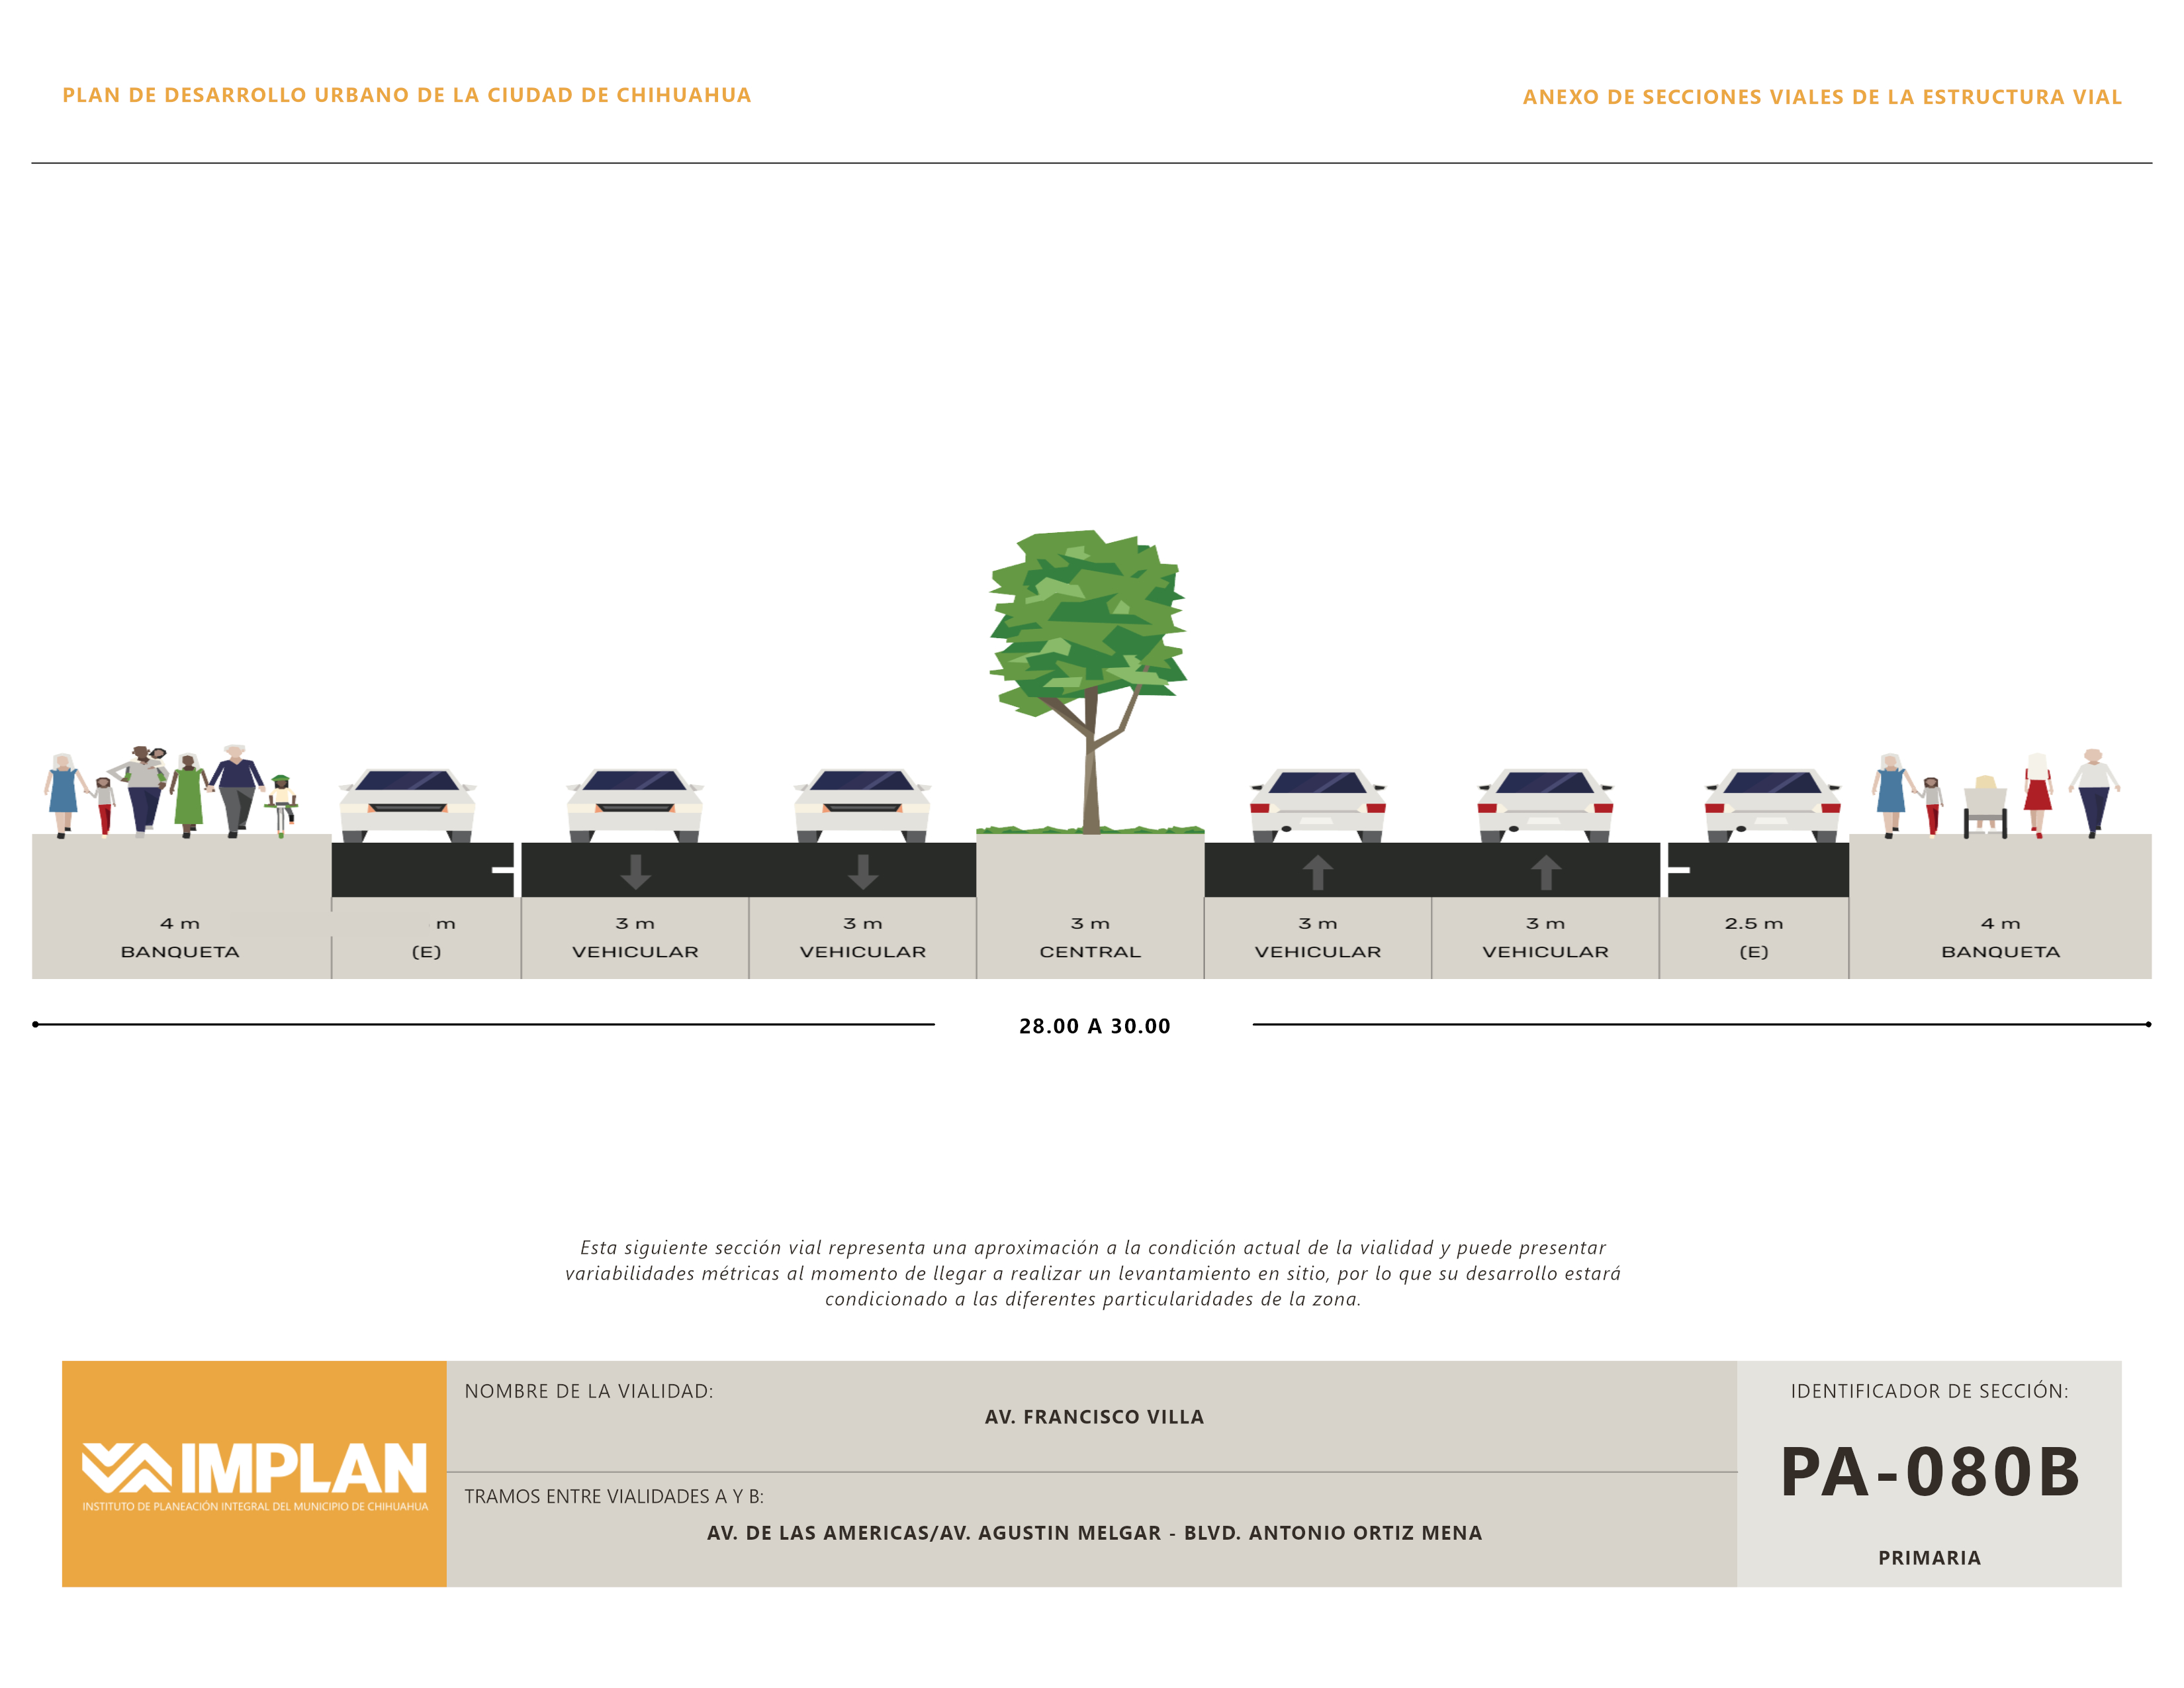 PLAN DE DESARROLLO URBANO DE LA CIUDAD DE CHIHUAHUA
ANEXO DE SECCIONES VIALES DE LA ESTRUCTURA VIAL
4 m
BANQUETA
m
(E)
3 m
VEHICULAR
3 m
VEHICULAR
3 m
CENTRAL
3 m
VEHICULAR
3 m
VEHICULAR
2.5 m
(E)
4 m
BANQUETA
28.00 A 30.00
Esta siguiente sección vial representa una aproximación a la condición actual de la vialidad y puede presentar
variabilidades métricas al momento de llegar a realizar un levantamiento en sitio, por lo que su desarrollo estará
condicionado a las diferentes particularidades de la zona.
IMPLAN
INSTITUTO DE PLANEACIÓN INTEGRAL DEL MUNICIPIO DE CHIHUAHUA
NOMBRE DE LA VIALIDAD:
AV. FRANCISCO VILLA
TRAMOS ENTRE VIALIDADES A Y B:
AV. DE LAS AMERICAS/AV. AGUSTIN MELGAR - BLVD. ANTONIO ORTIZ MENA
IDENTIFICADOR DE SECCIÓN:
PA-080B
PRIMARIA